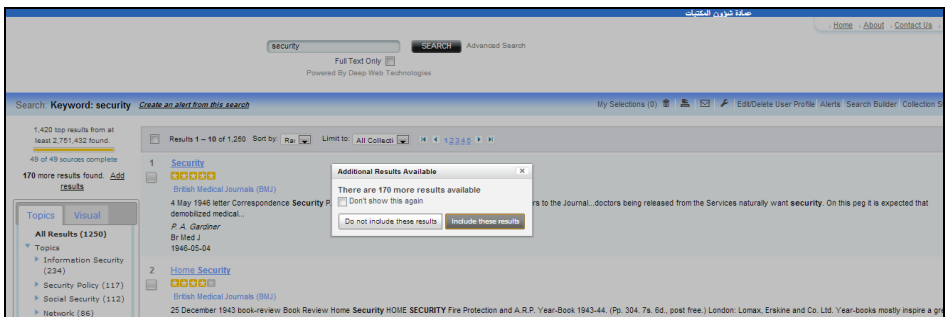 عمادة شؤون المكتبات
Home About Contact Us
security SEARCH Advanced Search
Full Text Only
Powered By Deep Web Technologies
Search: Keyword: security Create an alert from this search My Selections (0) Edit/Delete User Profile Alerts Search Builder Collection S
1,420 top results from at
least 2,751,432 found.
49 of 49 sources complete
170 more results found. Add
results
Topics Visual
All Results (1250)
Topics
Information Security
(234)
Security Policy (117)
Social Security (112)
Network (86)
Results 1 – 10 of 1,250 Sort by: Ra Limit to: All Collecti 1 2 3 4 5
1 Security
British Medical Journals (BMJ)
4 May 1946 letter Correspondence Security P rs to the Journal...doctors being released from the Services naturally want security. On this peg it is expected that
demobilized medical...
P. A. Gardiner
Br Med J
1946-05-04
Additional Results Available X
There are 170 more results available
Don't show this again
Do not include these results Include these results
2 Home Security
British Medical Journals (BMJ)
25 December 1943 book-review Book Review Home Security HOME SECURITY Fire Protection and A.R.P. Year-Book 1943-44. (Pp. 304. 7s. 6d., post free.) London: Lomax, Erskine and Co. Ltd. Year-books mostly inspire a gre